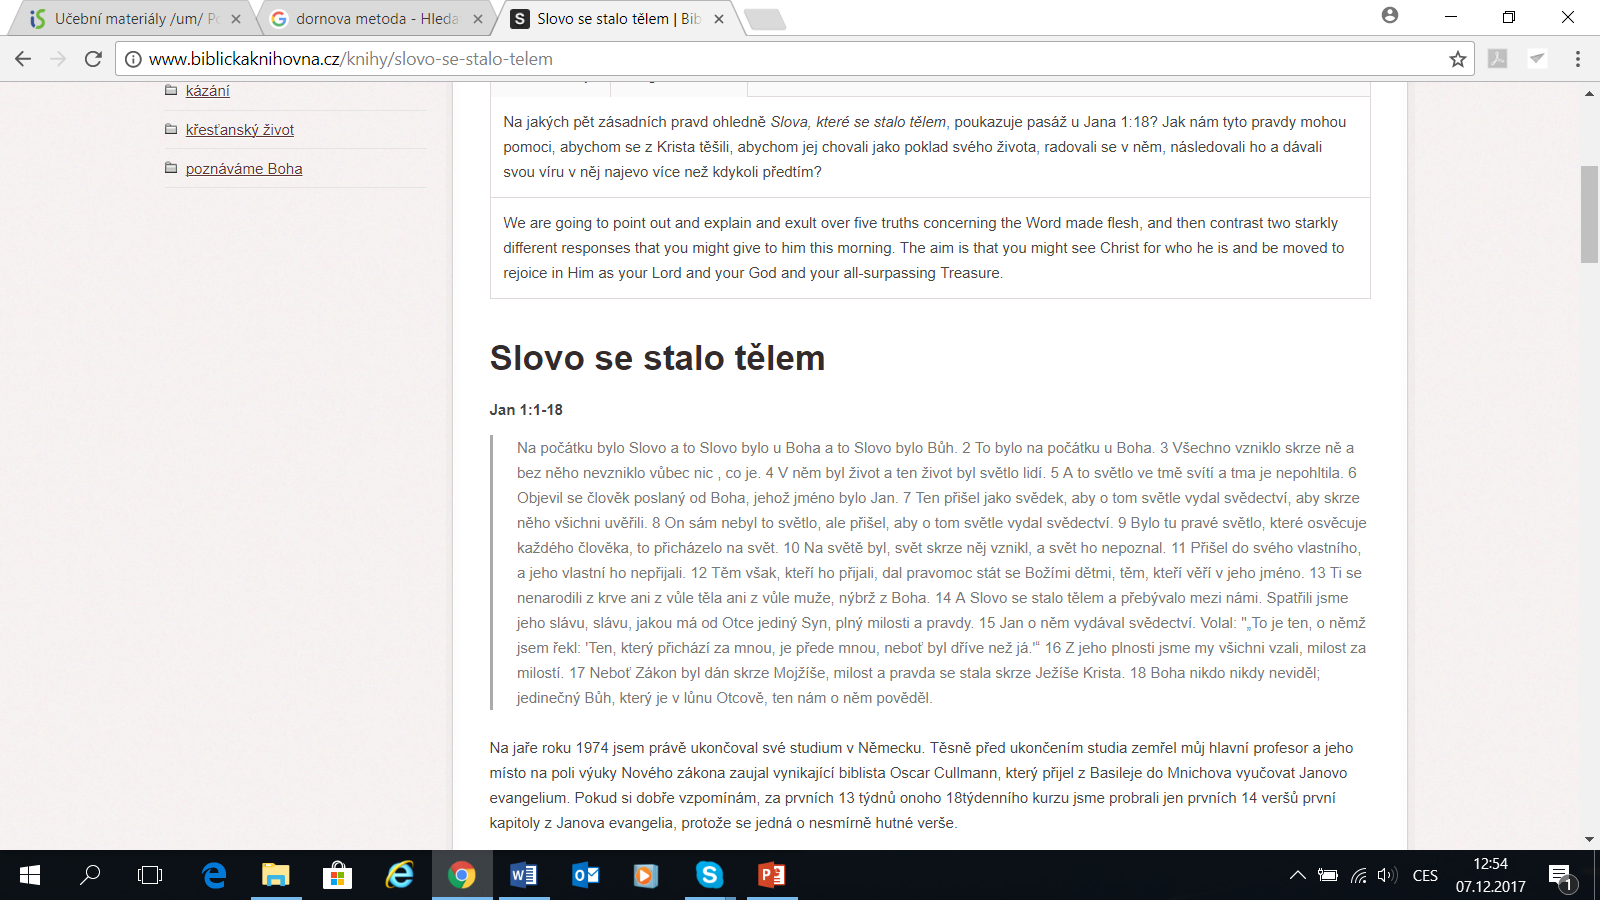 Učební materiály /um/ Po
dornova metoda - Hleda
Slovo se stalo tělem | Bib
www.biblickaknihovna.cz/knihy/slovo-se-stalo-telem
kázání
křesťanský život
poznáváme Boha
Na jakých pět zásadních pravd ohledně Slova, které se stalo tělem, poukazuje pasáž u Jana 1:18? Jak nám tyto pravdy mohou
pomoci, abychom se z Krista těšili, abychom jej chovali jako poklad svého života, radovali se v něm, následovali ho a dávali
svou víru v něj najevo více než kdykoli předtím?
We are going to point out and explain and exult over five truths concerning the Word made flesh, and then contrast two starkly
different responses that you might give to him this morning. The aim is that you might see Christ for who he is and be moved to
rejoice in Him as your Lord and your God and your all-surpassing Treasure.
Slovo se stalo tělem
Jan 1:1-18
Na počátku bylo Slovo a to Slovo bylo u Boha a to Slovo bylo Bůh. 2 To bylo na počátku u Boha. 3 Všechno vzniklo skrze ně a
bez něho nevzniklo vůbec nic , co je. 4 V něm byl život a ten život byl světlo lidí. 5 A to světlo ve tmě svítí a tma je nepohltila. 6
Objevil se člověk poslaný od Boha, jehož jméno bylo Jan. 7 Ten přišel jako svědek, aby o tom světle vydal svědectví, aby skrze
něho všichni uvěřili. 8 On sám nebyl to světlo, ale přišel, aby o tom světle vydal svědectví. 9 Bylo tu pravé světlo, které osvěcuje
každého člověka, to přicházelo na svět. 10 Na světě byl, svět skrze něj vznikl, a svět ho nepoznal. 11 Přišel do svého vlastního,
a jeho vlastní ho nepřijali. 12 Těm však, kteří ho přijali, dal pravomoc stát se Božími dětmi, těm, kteří věří v jeho jméno. 13 Ti se
nenarodili z krve ani z vůle těla ani z vůle muže, nýbrž z Boha. 14 A Slovo se stalo tělem a přebývalo mezi námi. Spatřili jsme
jeho slávu, slávu, jakou má od Otce jediný Syn, plný milosti a pravdy. 15 Jan o něm vydával svědectví. Volal: "„To je ten, o němž
jsem řekl: 'Ten, který přichází za mnou, je přede mnou, neboť byl dříve než já.'“ 16 Z jeho plnosti jsme my všichni vzali, milost za
milostí. 17 Neboť Zákon byl dán skrze Mojžíše, milost a pravda se stala skrze Ježíše Krista. 18 Boha nikdo nikdy neviděl;
jedinečný Bůh, který je v lůnu Otcově, ten nám o něm pověděl.
Na jaře roku 1974 jsem právě ukončoval své studium v Německu. Těsně před ukončením studia zemřel můj hlavní profesor a jeho
místo na poli výuky Nového zákona zaujal vynikající biblista Oscar Cullmann, který přijel z Basileje do Mnichova vyučovat Janovo
evangelium. Pokud si dobře vzpomínám, za prvních 13 týdnů onoho 18týdenního kurzu jsme probrali jen prvních 14 veršů první
kapitoly z Janova evangelia, protože se jedná o nesmírně hutné verše.
CES
12:54
07.12.2017
1